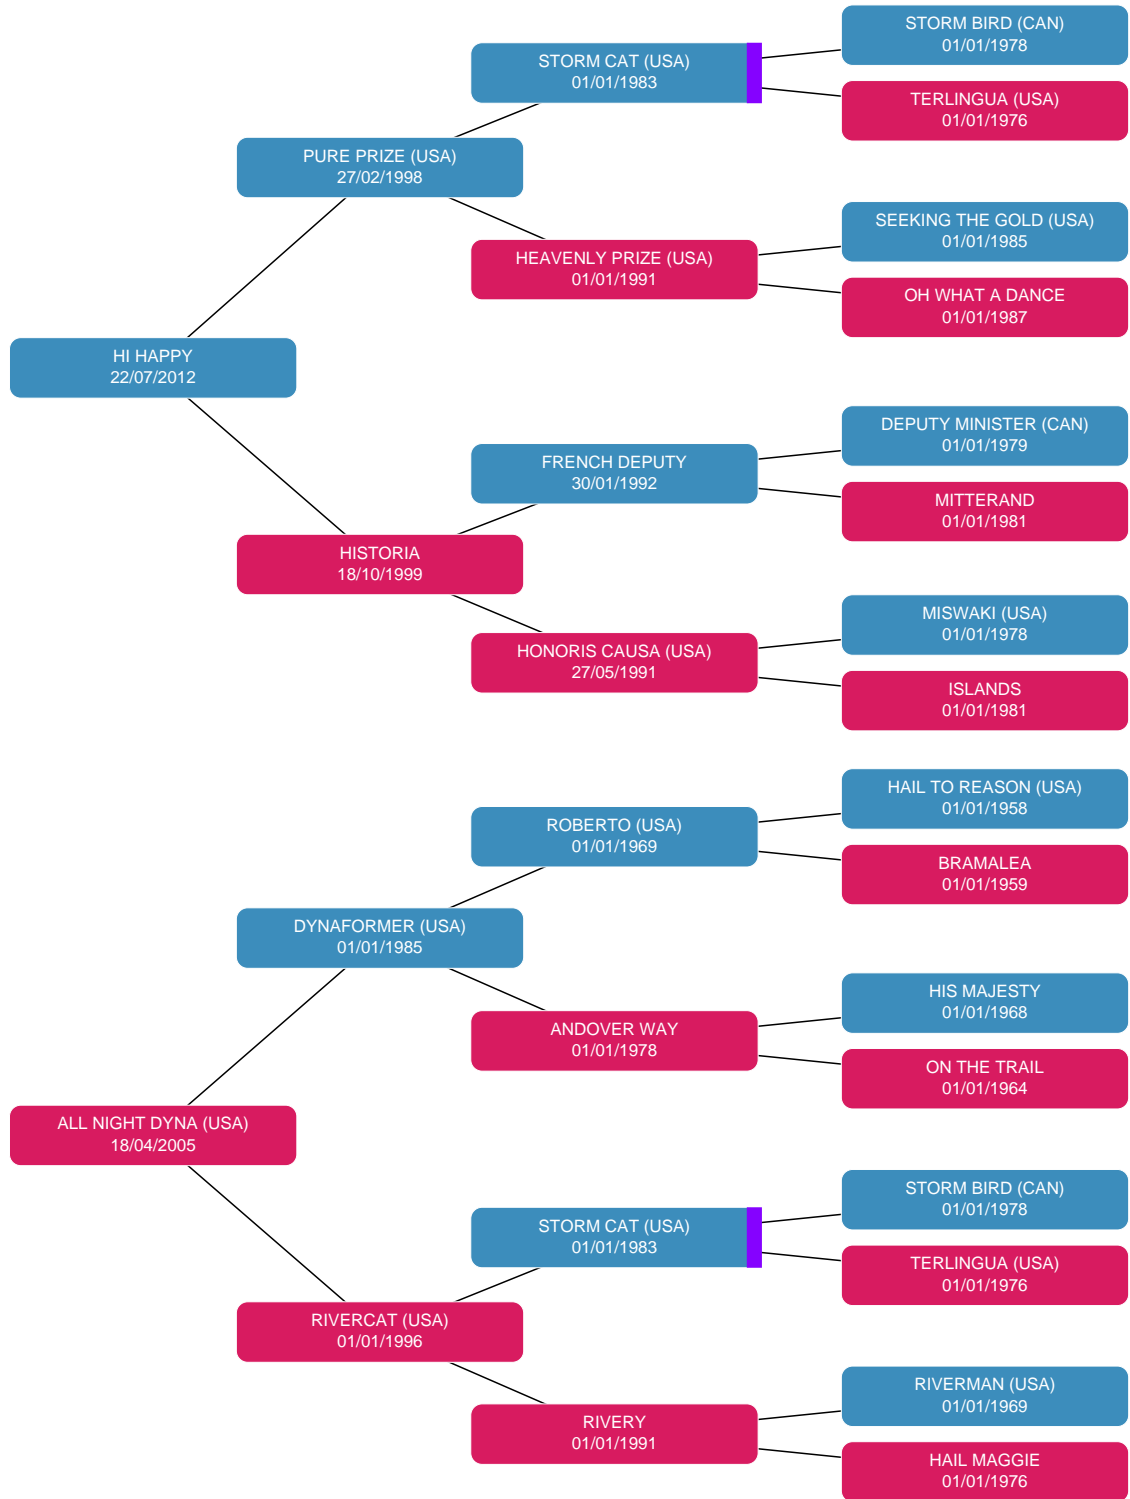 STORM BIRD (CAN)
01/01/1978
STORM CAT (USA)
01/01/1983
TERLINGUA (USA)
01/01/1976
PURE PRIZE (USA)
27/02/1998
SEEKING THE GOLD (USA)
01/01/1985
HEAVENLY PRIZE (USA)
01/01/1991
OH WHAT A DANCE
01/01/1987
HI HAPPY
22/07/2012
DEPUTY MINISTER (CAN)
01/01/1979
FRENCH DEPUTY
30/01/1992
MITTERAND
01/01/1981
HISTORIA
18/10/1999
MISWAKI (USA)
01/01/1978
HONORIS CAUSA (USA)
27/05/1991
ISLANDS
01/01/1981
HAIL TO REASON (USA)
01/01/1958
ROBERTO (USA)
01/01/1969
BRAMALEA
01/01/1959
DYNAFORMER (USA)
01/01/1985
HIS MAJESTY
01/01/1968
ANDOVER WAY
01/01/1978
ON THE TRAIL
01/01/1964
ALL NIGHT DYNA (USA)
18/04/2005
STORM BIRD (CAN)
01/01/1978
STORM CAT (USA)
01/01/1983
TERLINGUA (USA)
01/01/1976
RIVERCAT (USA)
01/01/1996
RIVERMAN (USA)
01/01/1969
RIVERY
01/01/1991
HAIL MAGGIE
01/01/1976